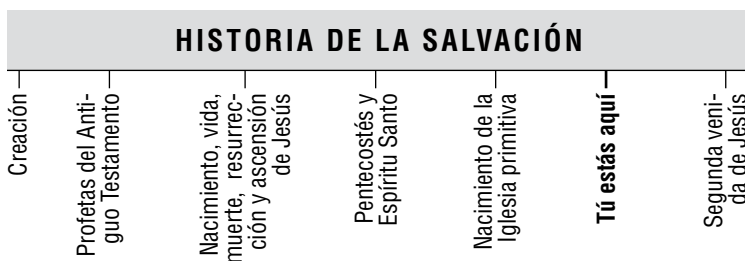 HISTORIA DE LA SALVACIÓN
Creación
Profetas del Anti-
guo Testamento
Nacimiento, vida,
muerte, resurrec-
ción y ascensión
de Jesús
Pentecostés y
Espíritu Santo
Nacimiento de la
Iglesia primitiva
Tú estás aquí
Segunda veni-
da de Jesús